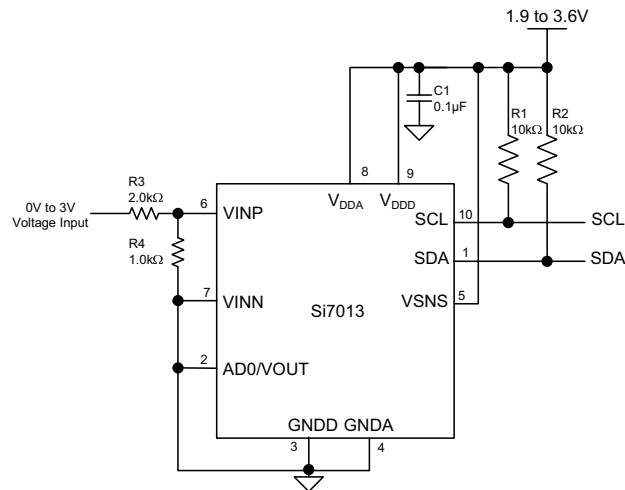 1.9 to 3.6V
C1
0.1µF
R1
10kΩ
R2
10kΩ
8
9
R3
2.0kΩ
0V to 3V
Voltage Input
6
VINP
VDDA
VDDD
SCL
10
SCL
R4
1.0kΩ
SDA
1
SDA
7
VINN
Si7013
VSNS
5
2
AD0/VOUT
GNDD GNDA
3
4